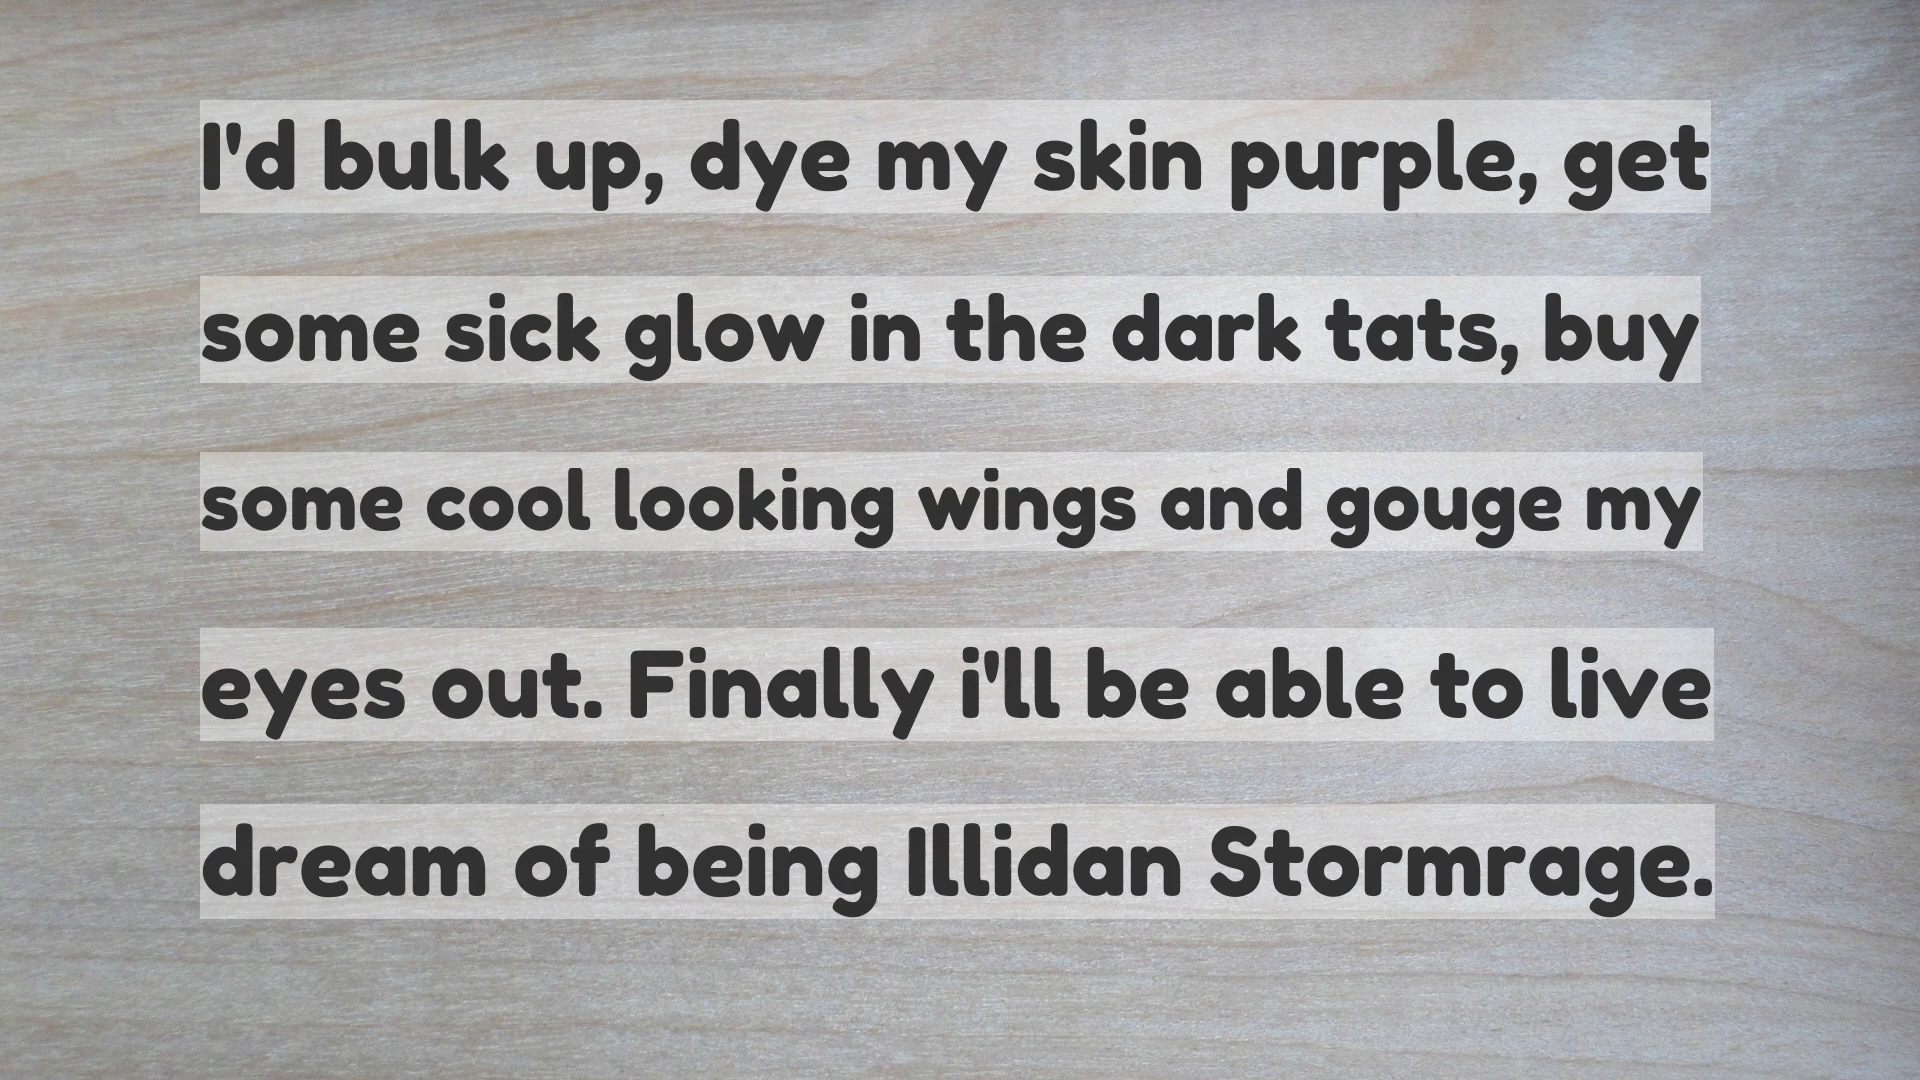 I'd bulk up, dye my skin purple, get
some sick glow in the dark tats, buy
some cool looking wings and gouge my
eyes out. Finally i'll be able to live
dream of being Illidan Stormrage.